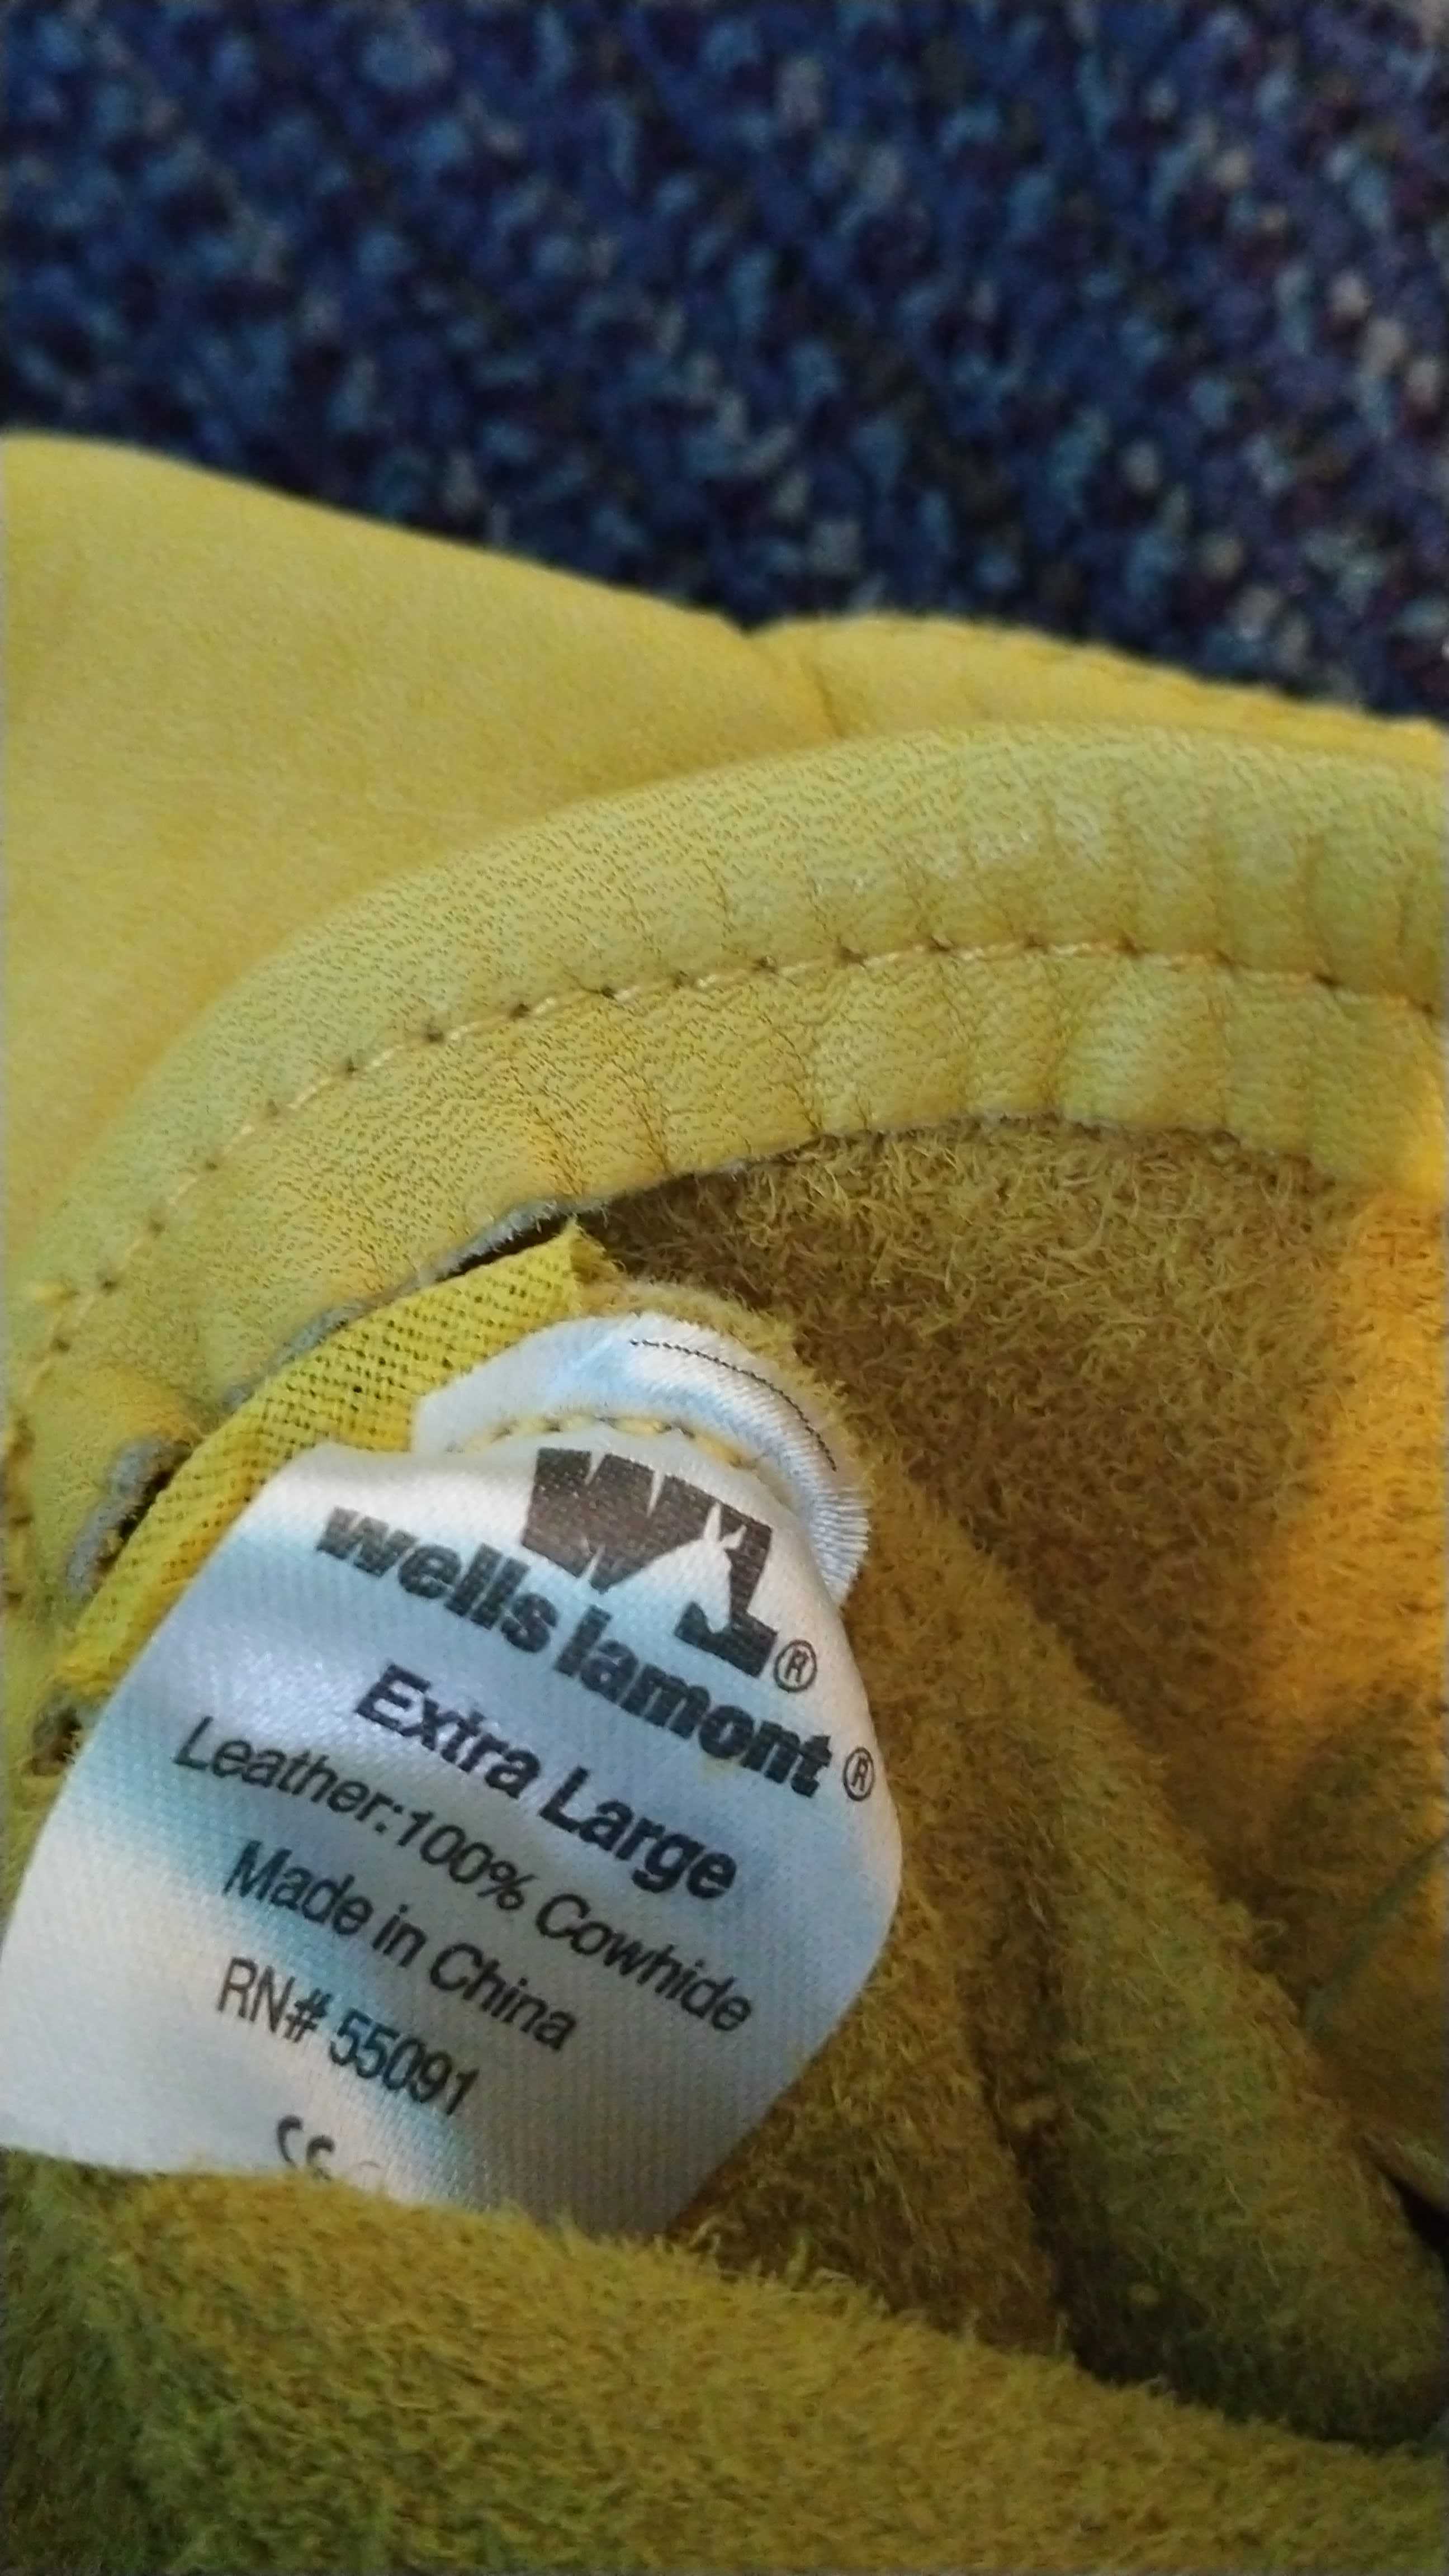 WL®
wells lamont®
Extra Large
Leather:100% Cowhide
Made in China
RN# 55091